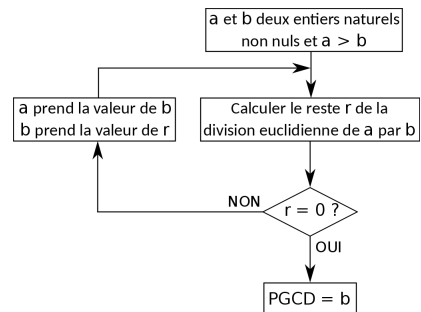 a et b deux entiers naturels
non nuls et a > b
a prend la valeur de b
b prend la valeur de r
Calculer le reste r de la
division euclidienne de a par b
NON
r = 0 ?
OUI
PGCD = b